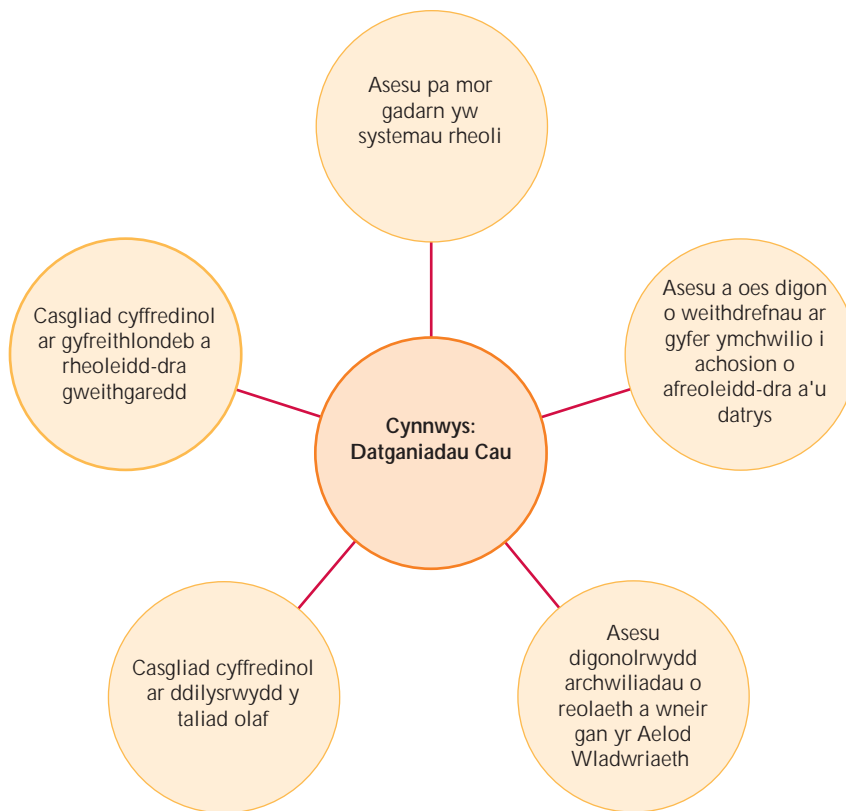 Asesu pa mor
gadarn yw
systemau rheoli
Casgliad cyffredinol
ar gyfreithlondeb a
rheoleidd-dra
gweithgaredd
Asesu a oes digon
o weithdrefnau ar
gyfer ymchwilio i
achosion o
afreoleidd-dra a'u
datrys
Cynnwys:
Datganiadau Cau
Casgliad cyffredinol
ar ddilysrwydd y
taliad olaf
Asesu
digonolrwydd
archwiliadau o
reolaeth a wneir
gan yr Aelod
Wladwriaeth